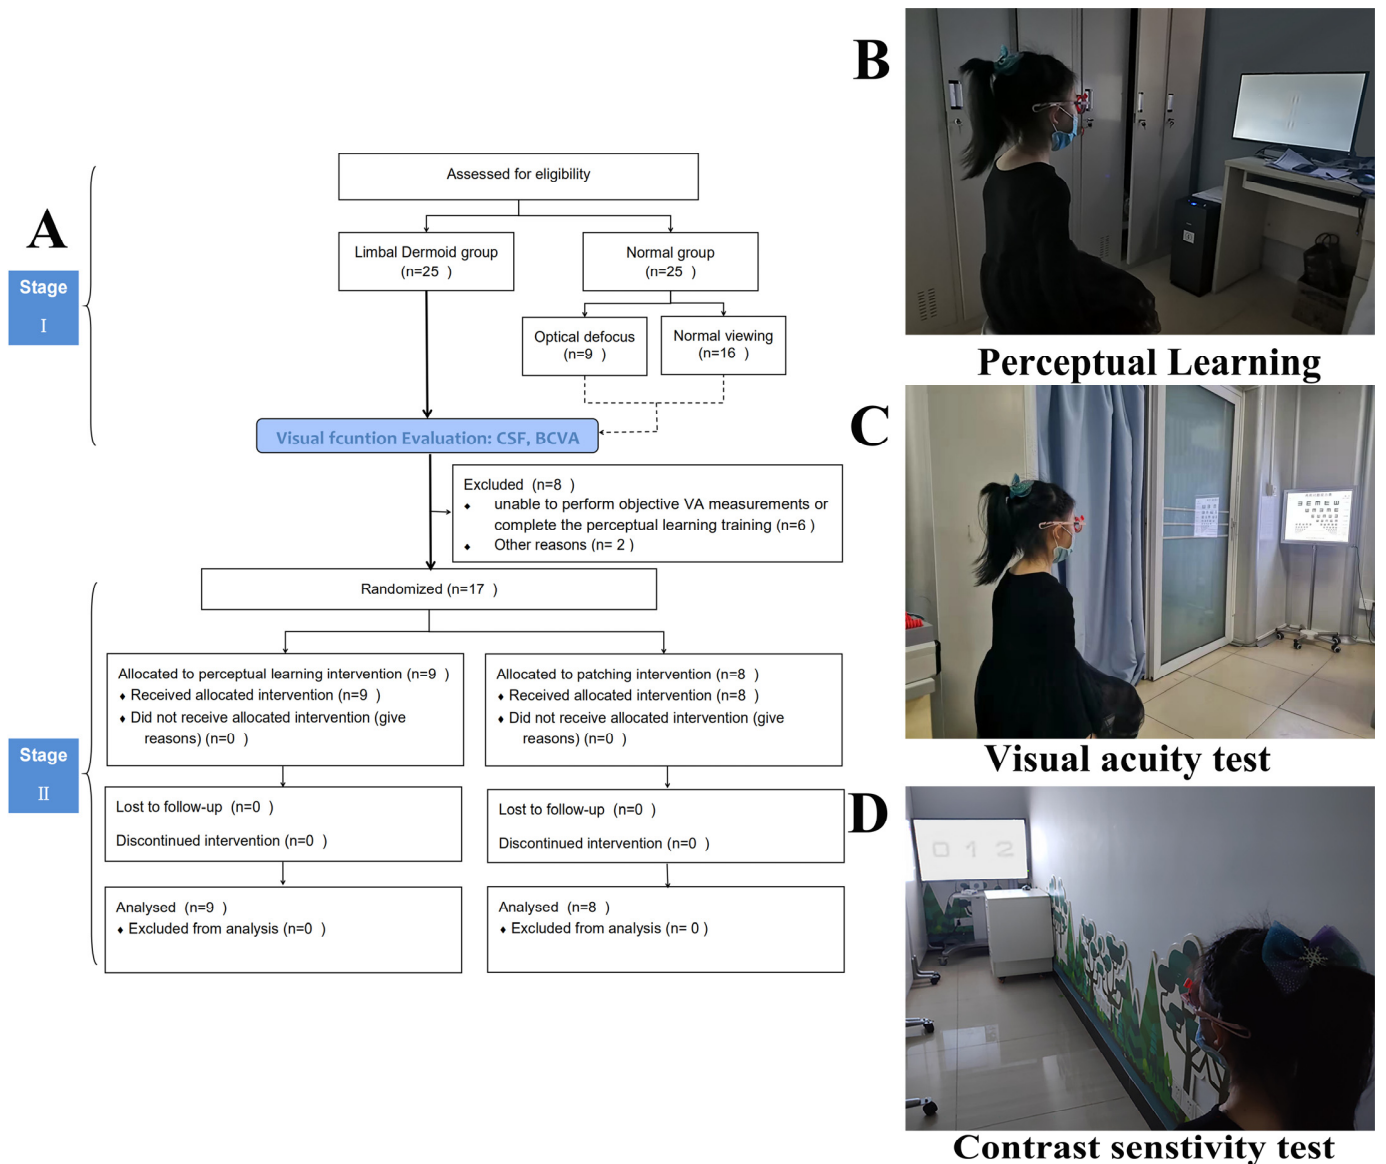 A
Stage
I
Assessed for eligibility
Limbal Dermoid group
(n=25 )
Normal group
(n=25 )
Optical defocus
(n=9 )
Normal viewing
(n=16 )
Visual fcuntion Evaluation: CSF, BCVA
Excluded (n=8 )
♦ unable to perform objective VA measurements or
complete the perceptual learning training (n=6 )
♦ Other reasons (n= 2 )
Stage
II
Randomized (n=17 )
Allocated to perceptual learning intervention (n=9 )
♦ Received allocated intervention (n=9 )
♦ Did not receive allocated intervention (give
reasons) (n=0 )
Allocated to patching intervention (n=8 )
♦ Received allocated intervention (n=8 )
♦ Did not receive allocated intervention (give
reasons) (n=0 )
Lost to follow-up (n=0 )
Discontinued intervention (n=0 )
Lost to follow-up (n=0 )
Discontinued intervention (n=0 )
Analysed (n=9 )
♦ Excluded from analysis (n=0 )
Analysed (n=8 )
♦ Excluded from analysis (n= 0 )
B
Perceptual Learning
C
Visual acuity test
D
0 1 2
Contrast senstivity test